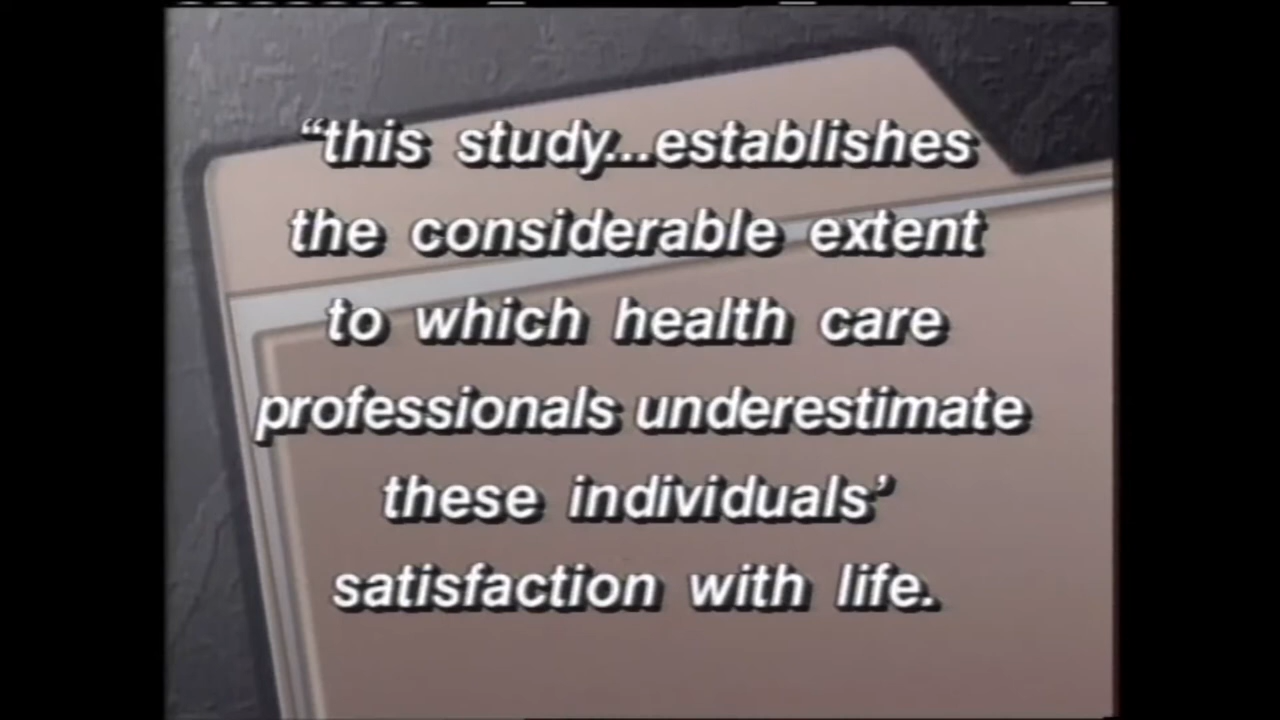 “this study...establishes
the considerable extent
to which health care
professionals underestimate
these individuals’
satisfaction with life.